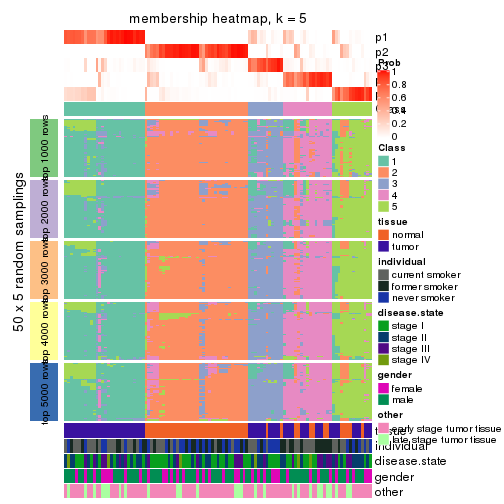 membership heatmap, k = 5
p1
p2
Prob
1
0.8
0.6
0.4
0.2
0
Class
1
2
3
4
5
tissue
normal
tumor
individual
current smoker
former smoker
never smoker
disease.state
stage I
stage II
stage III
stage IV
gender
female
male
other
early stage tumor tissue
late stage tumor tissue
50 x 5 random samplings
top 1000 rows
top 2000 rows
top 3000 rows
top 4000 rows
top 5000 rows
individual
disease.state
gender
other